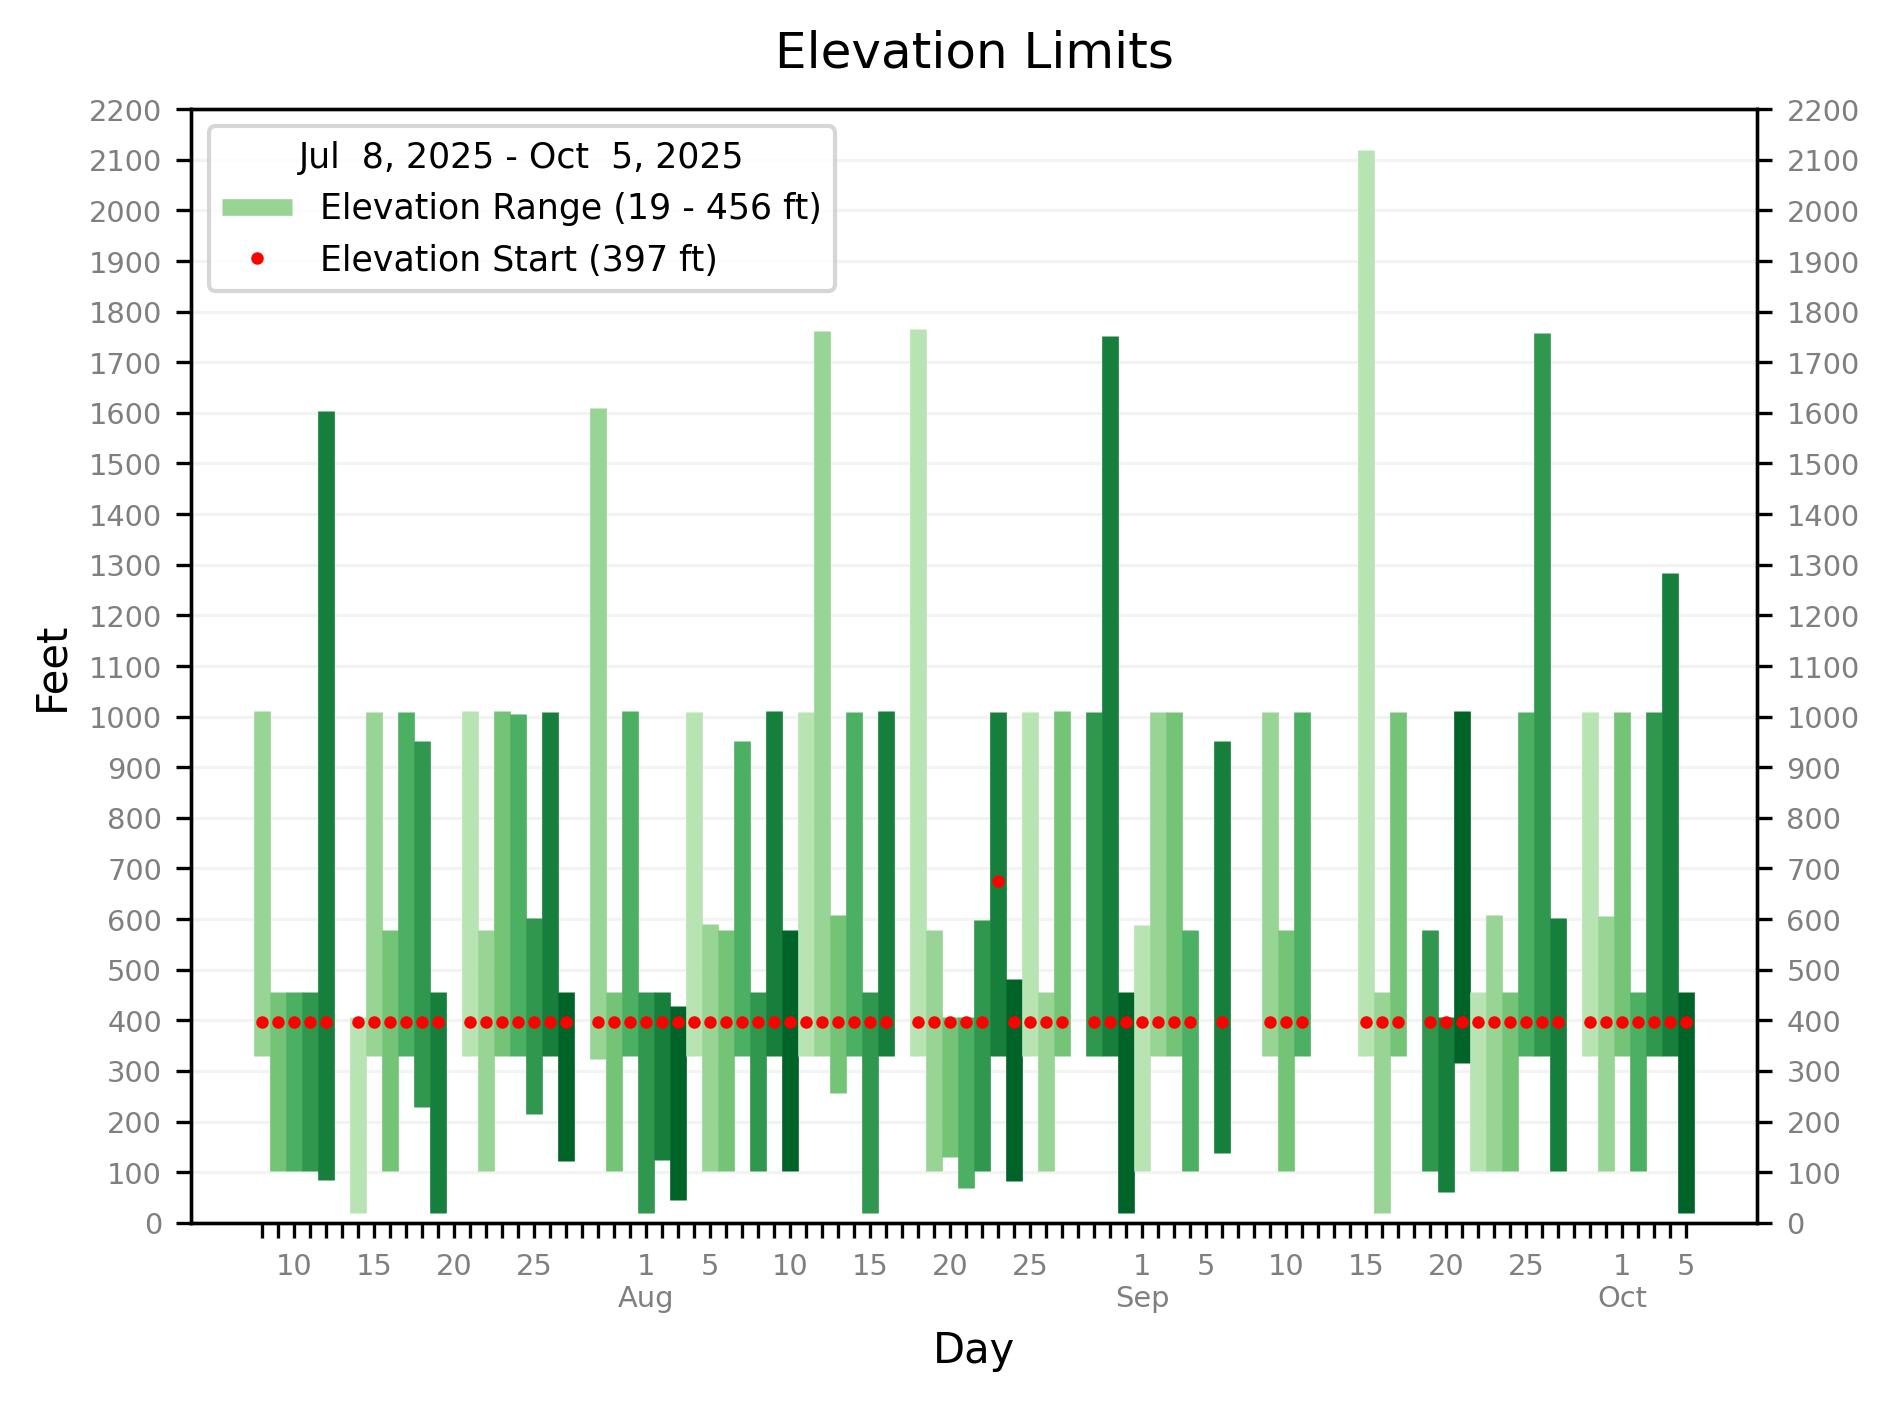 Elevation Limits
Jul  8, 2025 - Oct  5, 2025
Elevation Range (19 - 456 ft)
Elevation Start (397 ft)
Feet
2200 2200
2100 2100
2000 2000
1900 1900
1800 1800
1700 1700
1600 1600
1500 1500
1400 1400
1300 1300
1200 1200
1100 1100
1000 1000
900 900
800 800
700 700
600 600
500 500
400 400
300 300
200 200
100 100
0 0
10 15 20 25 1 5 10 15 20 25 1 5 10 15 20 25 1 5
Aug Sep Oct
Day